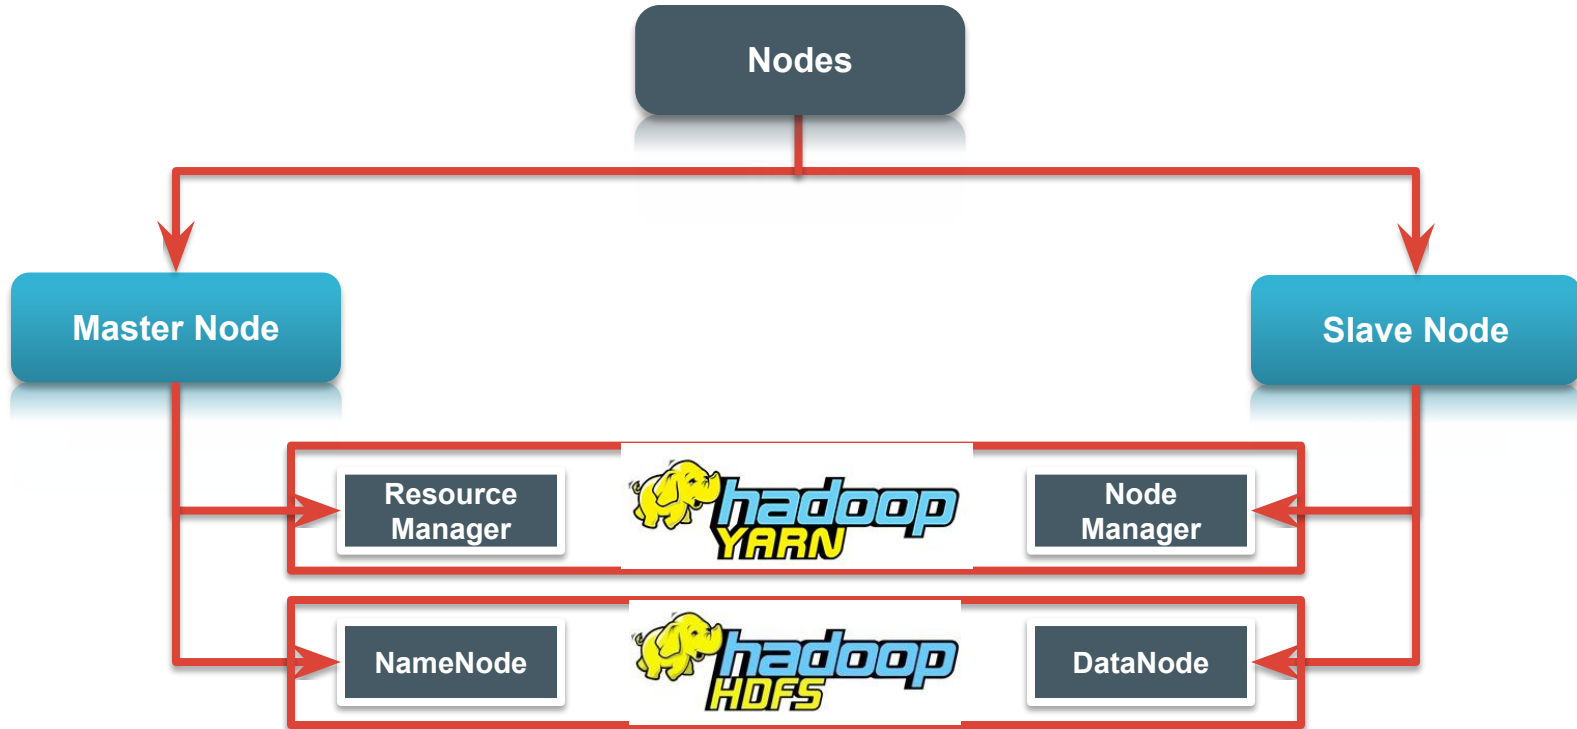 Nodes
Master Node
Slave Node
Resource
Manager
hadoop
YARN
Node
Manager
NameNode
hadoop
HDFS
DataNode